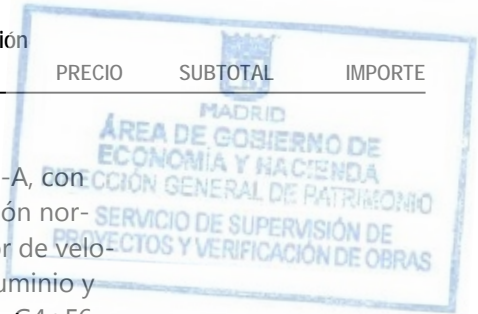 ión
PRECIO SUBTOTAL IMPORTE
MADRID
ÁREA DE GOBIERNO DE
ECONOMÍA Y HACIENDA
-A, con
DIRECCIÓN GENERAL DE PATRIMONIO
ón nor-
SERVICIO DE SUPERVISIÓN DE
or de velo-
PROYECTOS Y VERIFICACIÓN DE OBRAS
uminio y